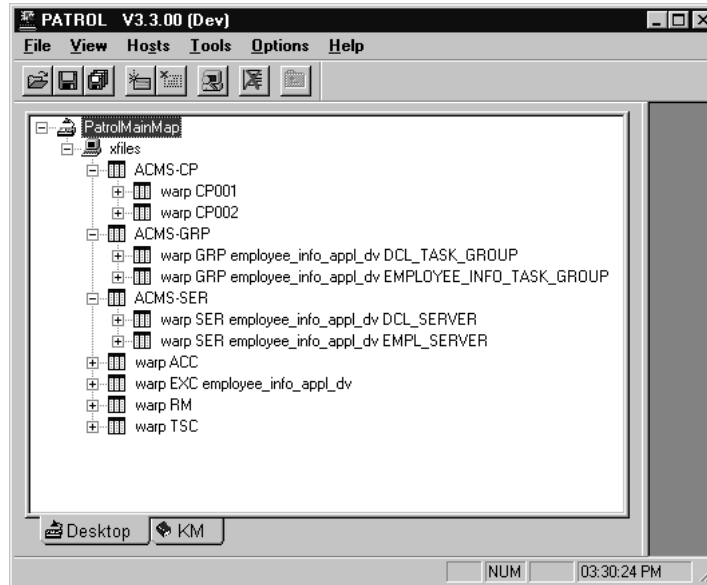 PATROL V3.3.00 (Dev)
File View Hosts Tools Options Help
PatrolMainMap
xfiles
ACMS-CP
warp CP001
warp CP002
ACMS-GRP
warp GRP employee_info_appl_dv DCL_TASK_GROUP
warp GRP employee_info_appl_dv EMPLOYEE_INFO_TASK_GROUP
ACMS-SER
warp SER employee_info_appl_dv DCL_SERVER
warp SER employee_info_appl_dv EMPL_SERVER
warp ACC
warp EXC employee_info_appl_dv
warp RM
warp TSC
Desktop KM
NUM 03:30:24 PM